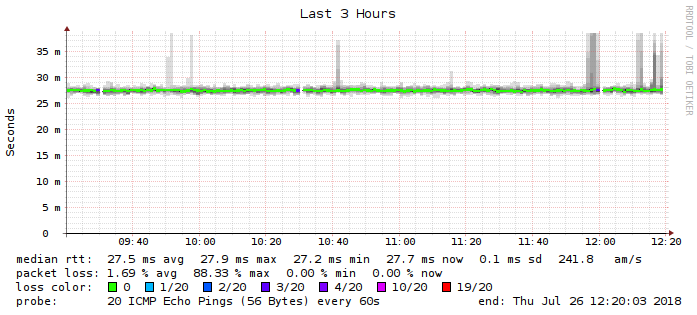 Last 3 Hours
RRDTOOL / TOBI OETIKER
Seconds
35 m
30 m
25 m
20 m
15 m
10 m
5 m
0
09:40 10:00 10:20 10:40 11:00 11:20 11:40 12:00 12:20
median rtt: 27.5 ms avg 27.9 ms max 27.2 ms min 27.7 ms now 0.1 ms sd 241.8 am/s
packet loss: 1.69 % avg 88.33 % max 0.00 % min 0.00 % now
loss color: 0 1/20 2/20 3/20 4/20 10/20 19/20
probe: 20 ICMP Echo Pings (56 Bytes) every 60s end: Thu Jul 26 12:20:03 2018